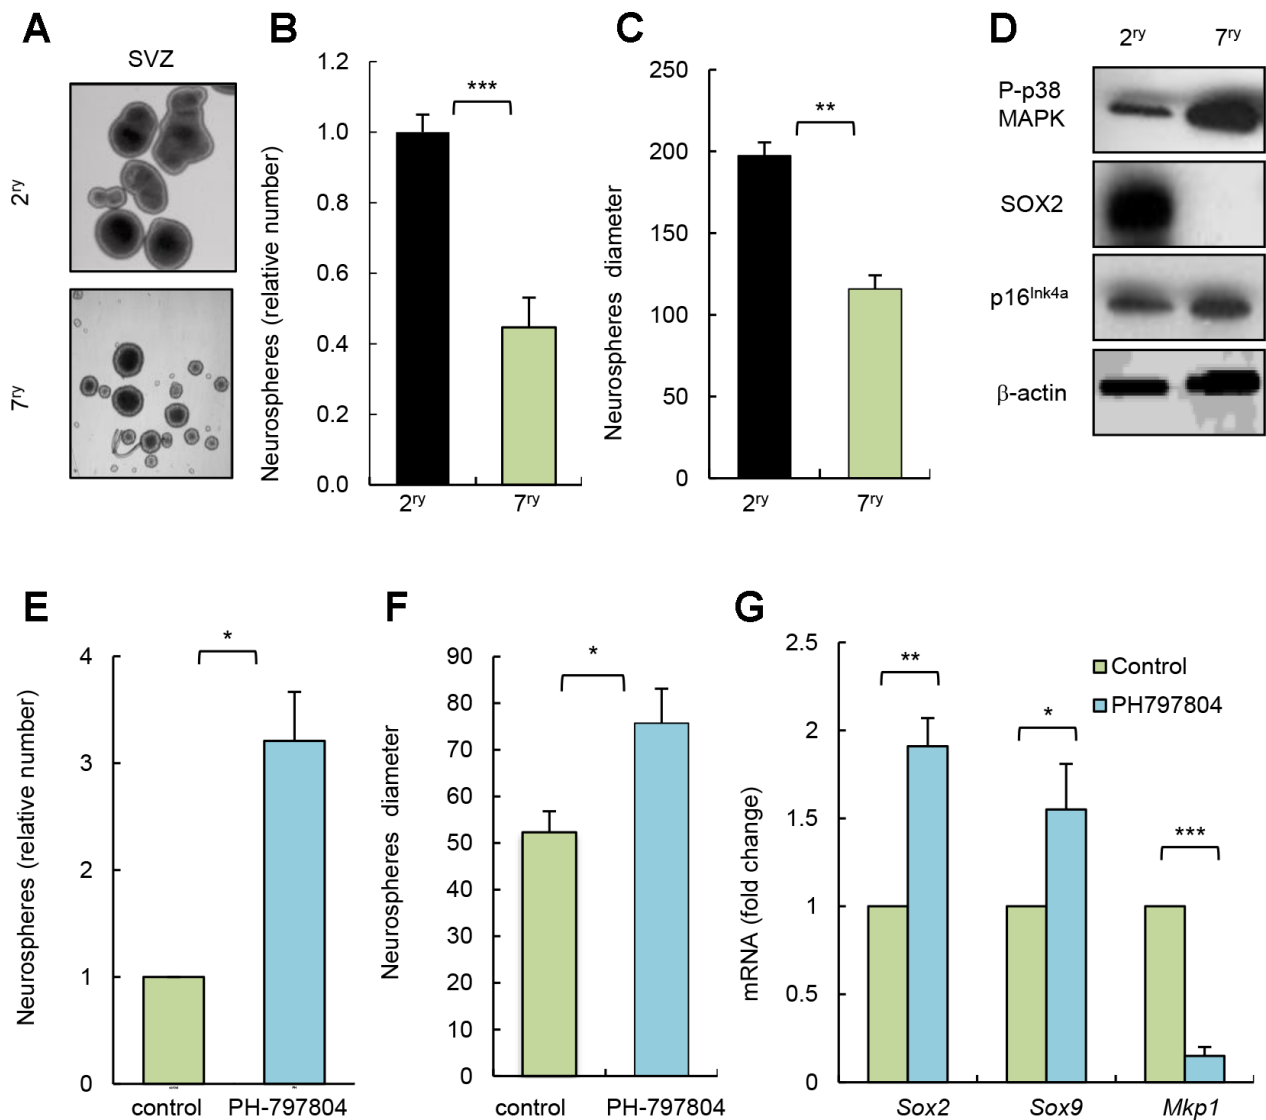 A
SVZ
2ry
7ry
B
Neurospheres (relative number)
1.2
1.0
0.8
0.6
0.4
0.2
0.0
***
2ry
7ry
C
Neurospheres diameter
250
200
150
100
50
0
**
2ry
7ry
D
2ry
7ry
P-p38
MAPK
SOX2
p16Ink4a
β-actin
E
Neurospheres (relative number)
4
3
2
1
0
*
control
PH-797804
F
Neurospheres diameter
90
80
70
60
50
40
30
20
10
0
*
control
PH-797804
G
mRNA (fold change)
2.5
2
1.5
1
0.5
0
**
*
***
Control
PH797804
Sox2
Sox9
Mkp1